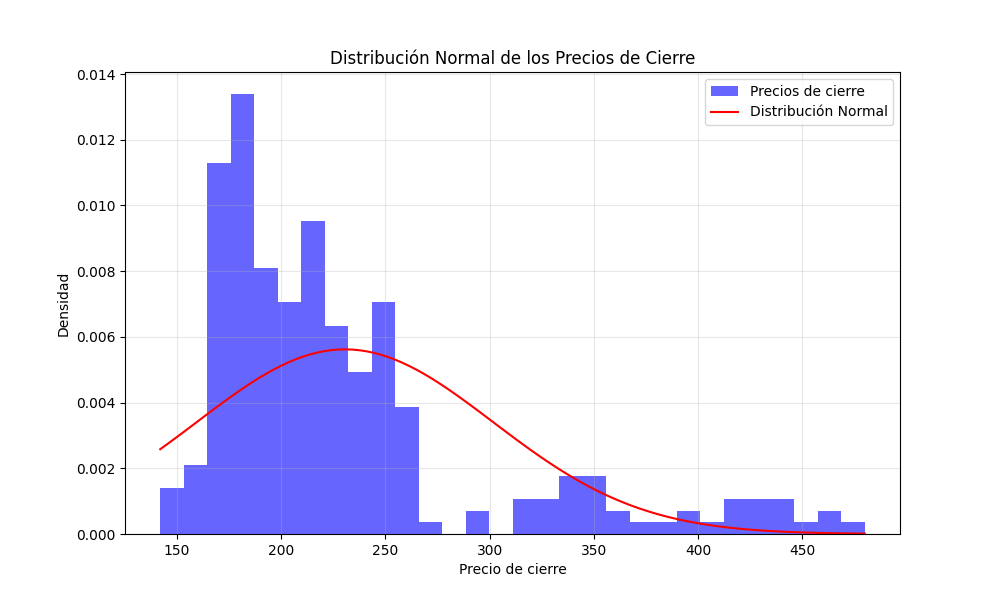 Distribución Normal de los Precios de Cierre
Precios de cierre
Distribución Normal
Densidad
0.014
0.012
0.010
0.008
0.006
0.004
0.002
0.000
150 200 250 300 350 400 450
Precio de cierre